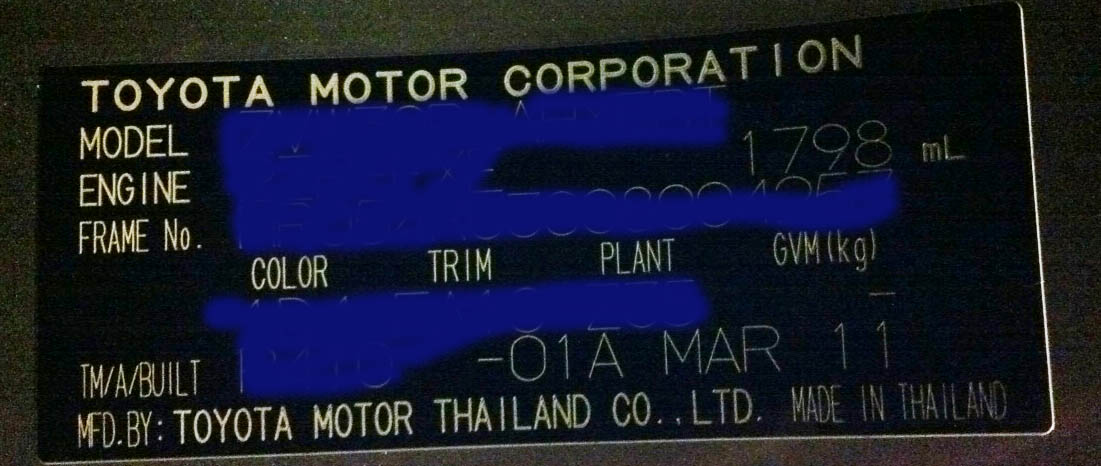 TOYOTA MOTOR CORPORATION
MODEL
ENGINE 1798 mL
FRAME No.
COLOR TRIM PLANT GVM(kg)
-
TM/A/BUILT -01A MAR 11
MFD.BY: TOYOTA MOTOR THAILAND CO.,LTD. MADE IN THAILAND